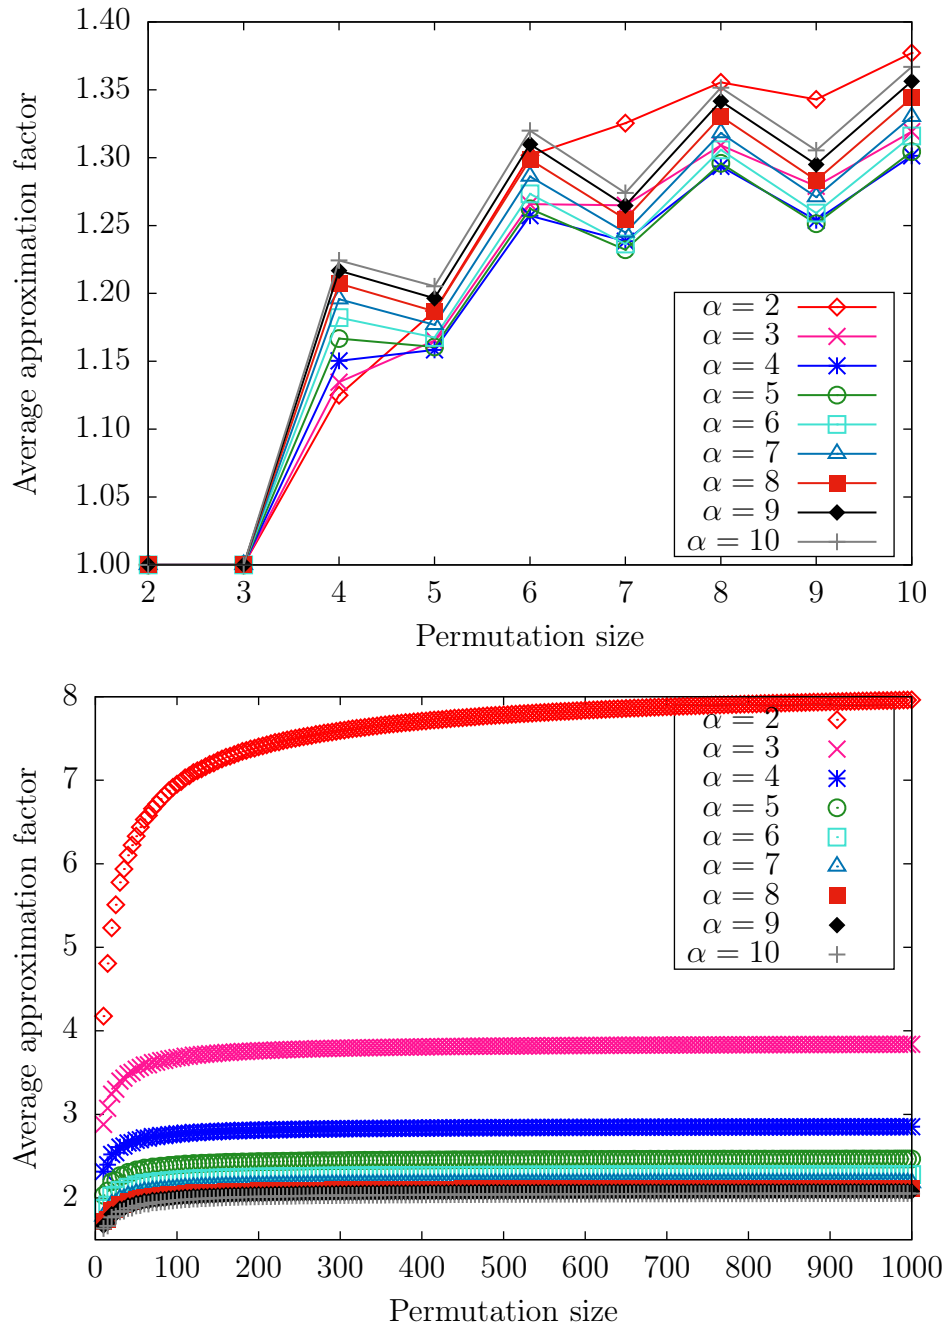 1.40
1.35
1.30
1.25
1.20
1.15
1.10
1.05
1.00
Average approximation factor
α = 2
α = 3
α = 4
α = 5
α = 6
α = 7
α = 8
α = 9
α = 10
2 3 4 5 6 7 8 9 10
Permutation size
8
7
6
5
4
3
2
Average approximation factor
α = 2
α = 3
α = 4
α = 5
α = 6
α = 7
α = 8
α = 9
α = 10
0 100 200 300 400 500 600 700 800 900 1000
Permutation size